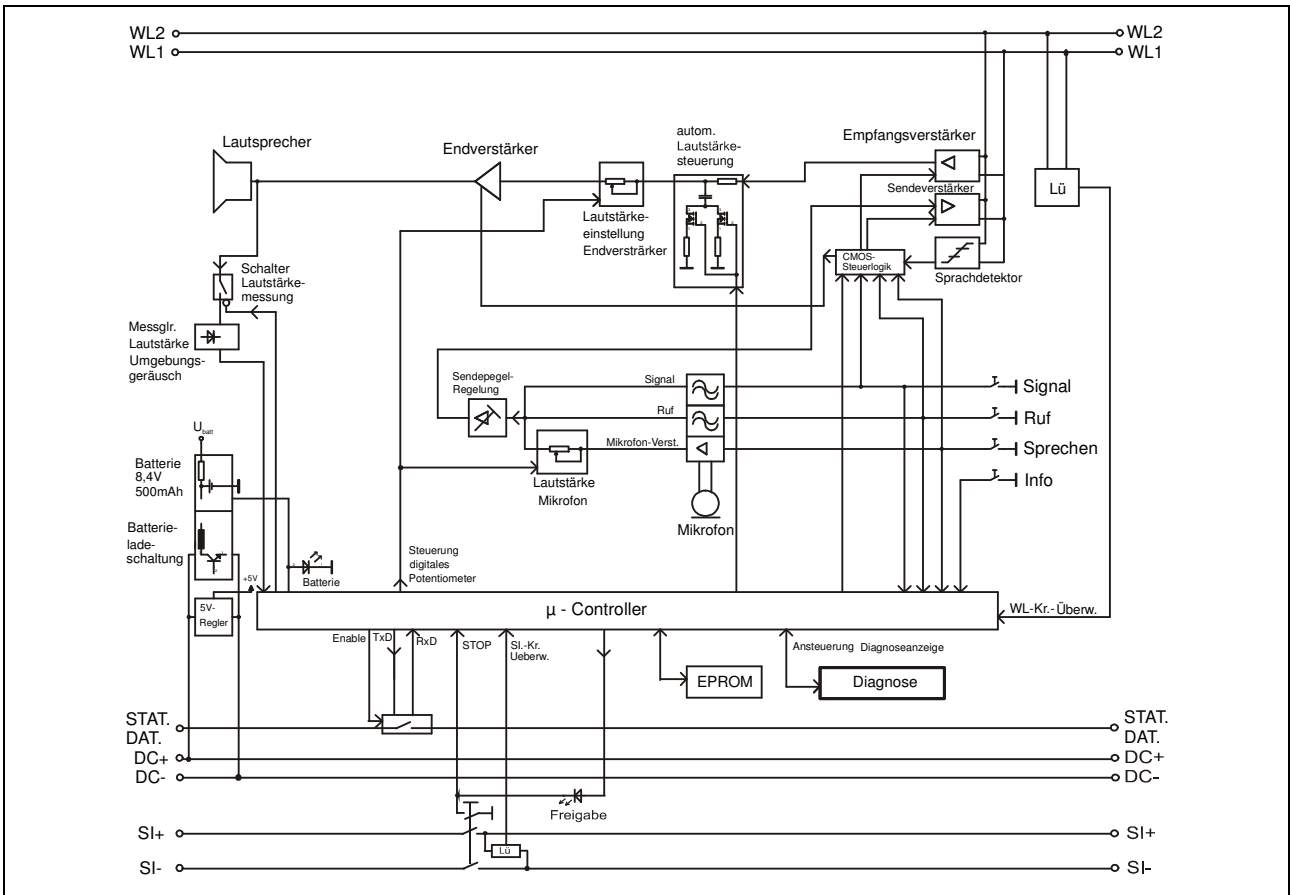 WL2
WL1
WL2
WL1
Lautsprecher
Endverstärker
autom.
Lautstärke-
steuerung
Empfangsverstärker
Sendeverstärker
Lü
Lautstärke-
einstellung
Endversträrker
CMOS-
Steuerlogik
Sprachdetektor
Schalter
Lautstärke-
messung
Messglr.
Lautstärke
Umgebungs-
geräusch
Sendepegel-
Regelung
Signal
Ruf
Mikrofon-Verst.
Signal
Ruf
Sprechen
Info
Lautstärke
Mikrofon
Mikrofon
Ubatt
Batterie
8,4V
500mAh
Batterie-
lade-
schaltung
+5V
Batterie
5V-
Regler
Steuerung
digitales
Potentiometer
µ - Controller
WL-Kr.-Überw.
Enable
TxD
RxD
STOP
SI.-Kr.
Ueberw.
Ansteuerung Diagnoseanzeige
EPROM
Diagnose
STAT.
DAT.
STAT.
DAT.
DC+
DC+
DC-
DC-
Freigabe
SI+
SI+
Lü
SI-
SI-